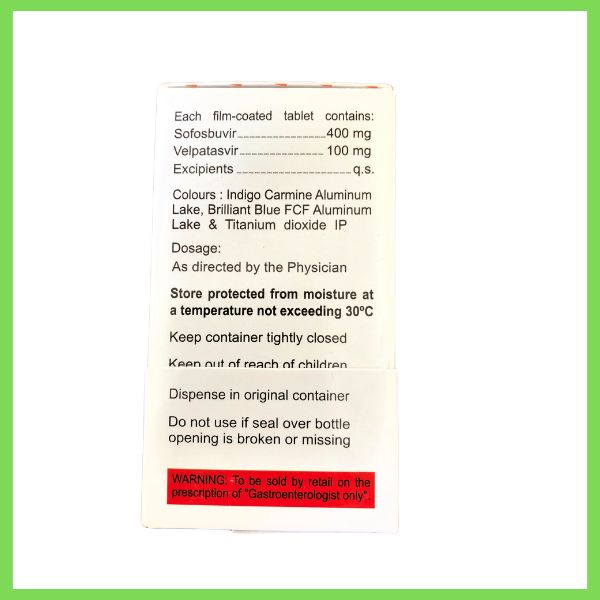 Each film-coated tablet contains:
Sofosbuvir 400 mg
Velpatasvir 100 mg
Excipients q.s.
Colours : Indigo Carmine Aluminum
Lake, Brilliant Blue FCF Aluminum
Lake & Titanium dioxide IP
Dosage:
As directed by the Physician
Store protected from moisture at
a temperature not exceeding 30ºC
Keep container tightly closed
Keep out of reach of children
Dispense in original container
Do not use if seal over bottle
opening is broken or missing
WARNING: To be sold by retail on the
prescription of "Gastroenterologist only".